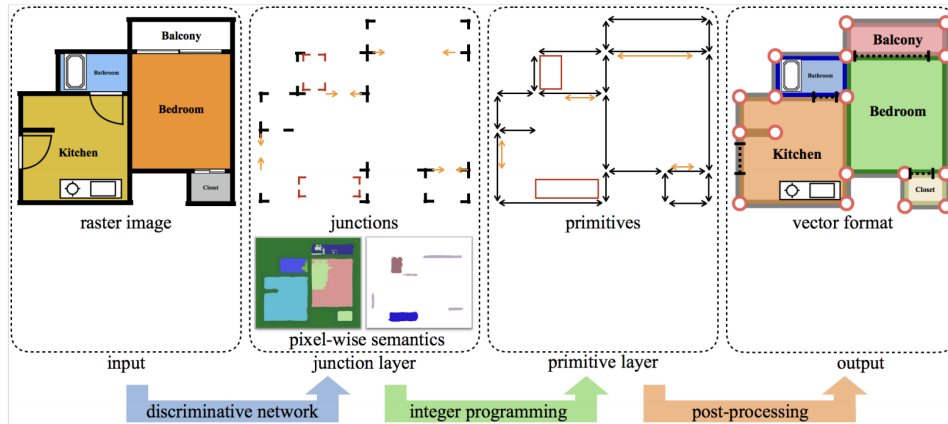 Balcony
Bathroom
Bedroom
Kitchen
Closet
raster image
junctions
pixel-wise semantics
primitives
Balcony
Bathroom
Bedroom
Kitchen
Closet
vector format
input
junction layer
primitive layer
output
discriminative network
integer programming
post-processing